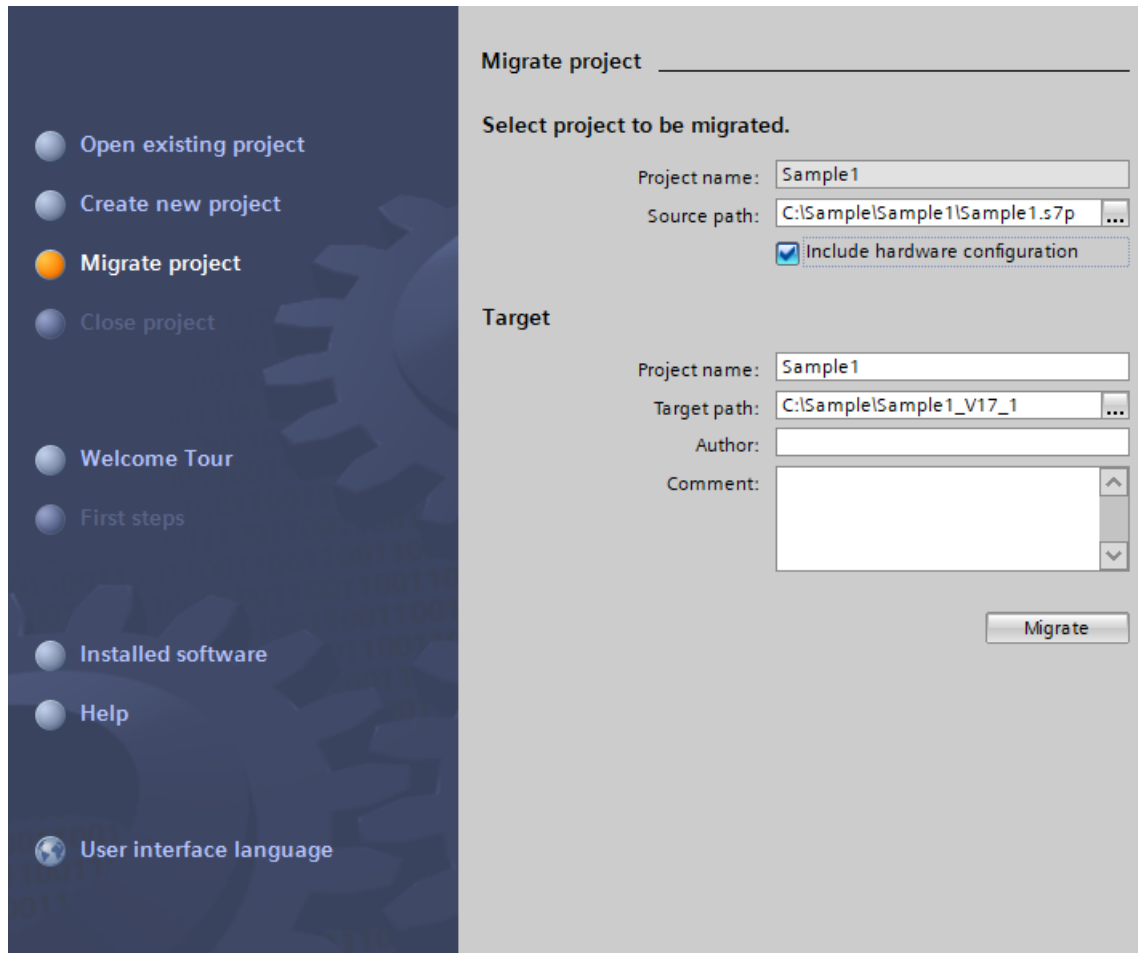 Open existing project
Create new project
Migrate project
Close project
Welcome Tour
First steps
Installed software
Help
User interface language
Migrate project
Select project to be migrated.
Project name: Sample1
Source path: C:\Sample\Sample1\Sample1.s7p ...
Include hardware configuration
Target
Project name: Sample1
Target path: C:\Sample\Sample1_V17_1 ...
Author:
Comment:
Migrate